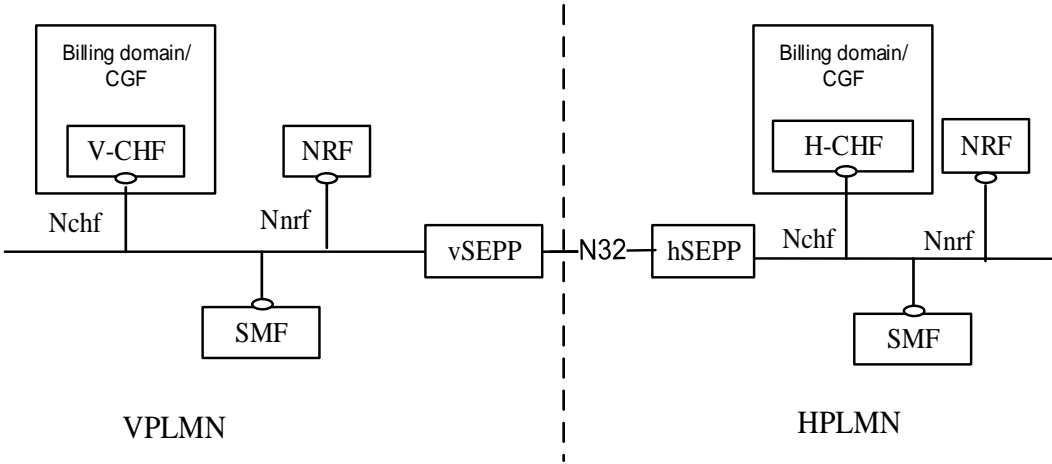 Billing domain/
CGF
V-CHF
NRF
Nchf
Nnrf
vSEPP
SMF
VPLMN
N32
Billing domain/
CGF
H-CHF
NRF
hSEPP
Nchf
Nnrf
SMF
HPLMN